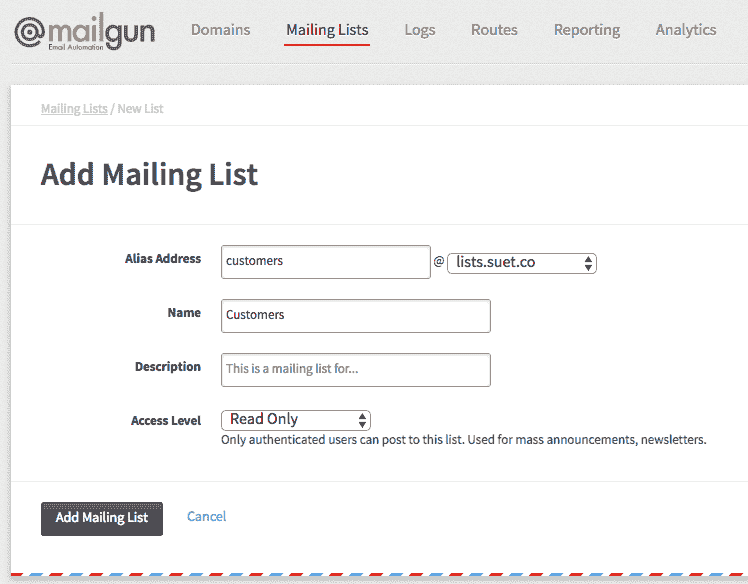 @mailgun
Email Automation
Domains Mailing Lists Logs Routes Reporting Analytics
Mailing Lists / New List
Add Mailing List
Alias Address customers @ lists.suet.co
Name Customers
Description This is a mailing list for...
Access Level Read Only
Only authenticated users can post to this list. Used for mass announcements, newsletters.
Add Mailing List Cancel